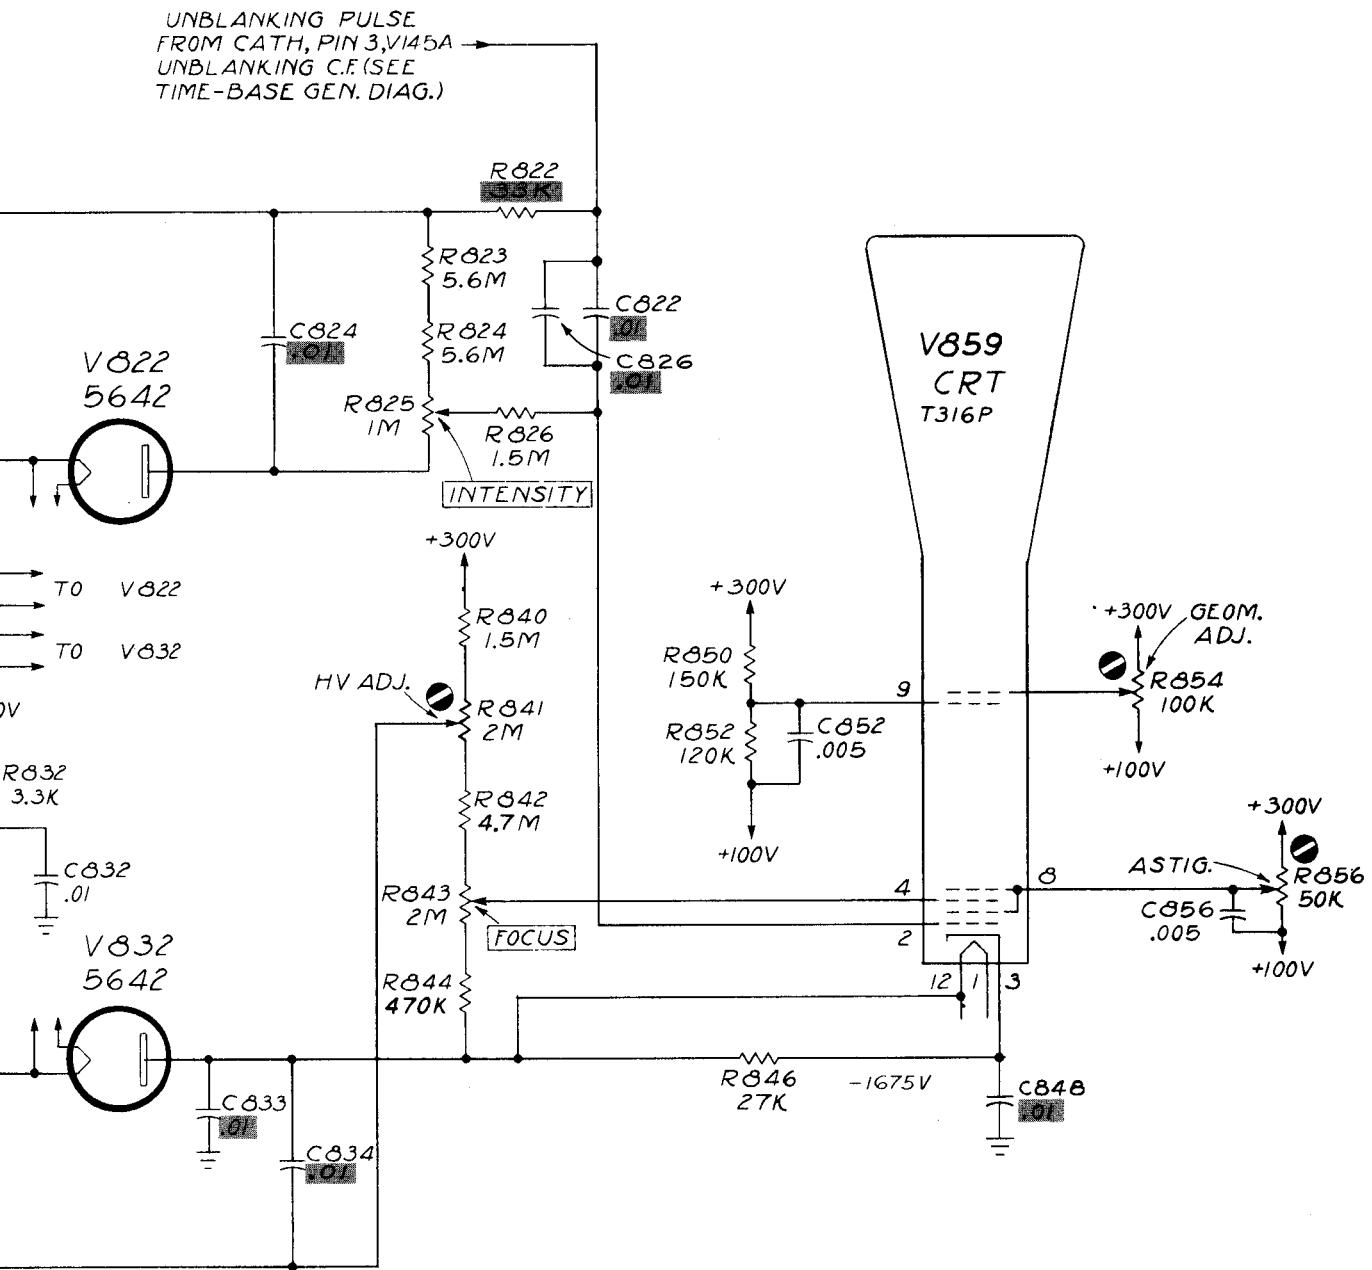 UNBLANKING PULSE
FROM CATH, PIN 3, V145A
UNBLANKING C.F. (SEE
TIME-BASE GEN. DIAG.)
R822
.33K
R823
5.6M
C824
.01
R824
5.6M
C822
.01
C826
.01
V822
5642
R825
1M
R826
1.5M
INTENSITY
V859
CRT
T316P
+300V
TO V822
TO V832
R840
1.5M
HV ADJ.
R841
2M
+300V
R850
150K
R852
120K
C852
.005
+100V
9
+300V
GEOM.
ADJ.
R854
100K
+100V
0V
R832
3.3K
C832
.01
R842
4.7M
R843
2M
FOCUS
4
2
8
ASTIG.
+300V
R856
50K
C856
.005
+100V
V832
5642
R844
470K
12 1 3
R846
27K
-1675V
C848
.01
C833
.01
C834
.01